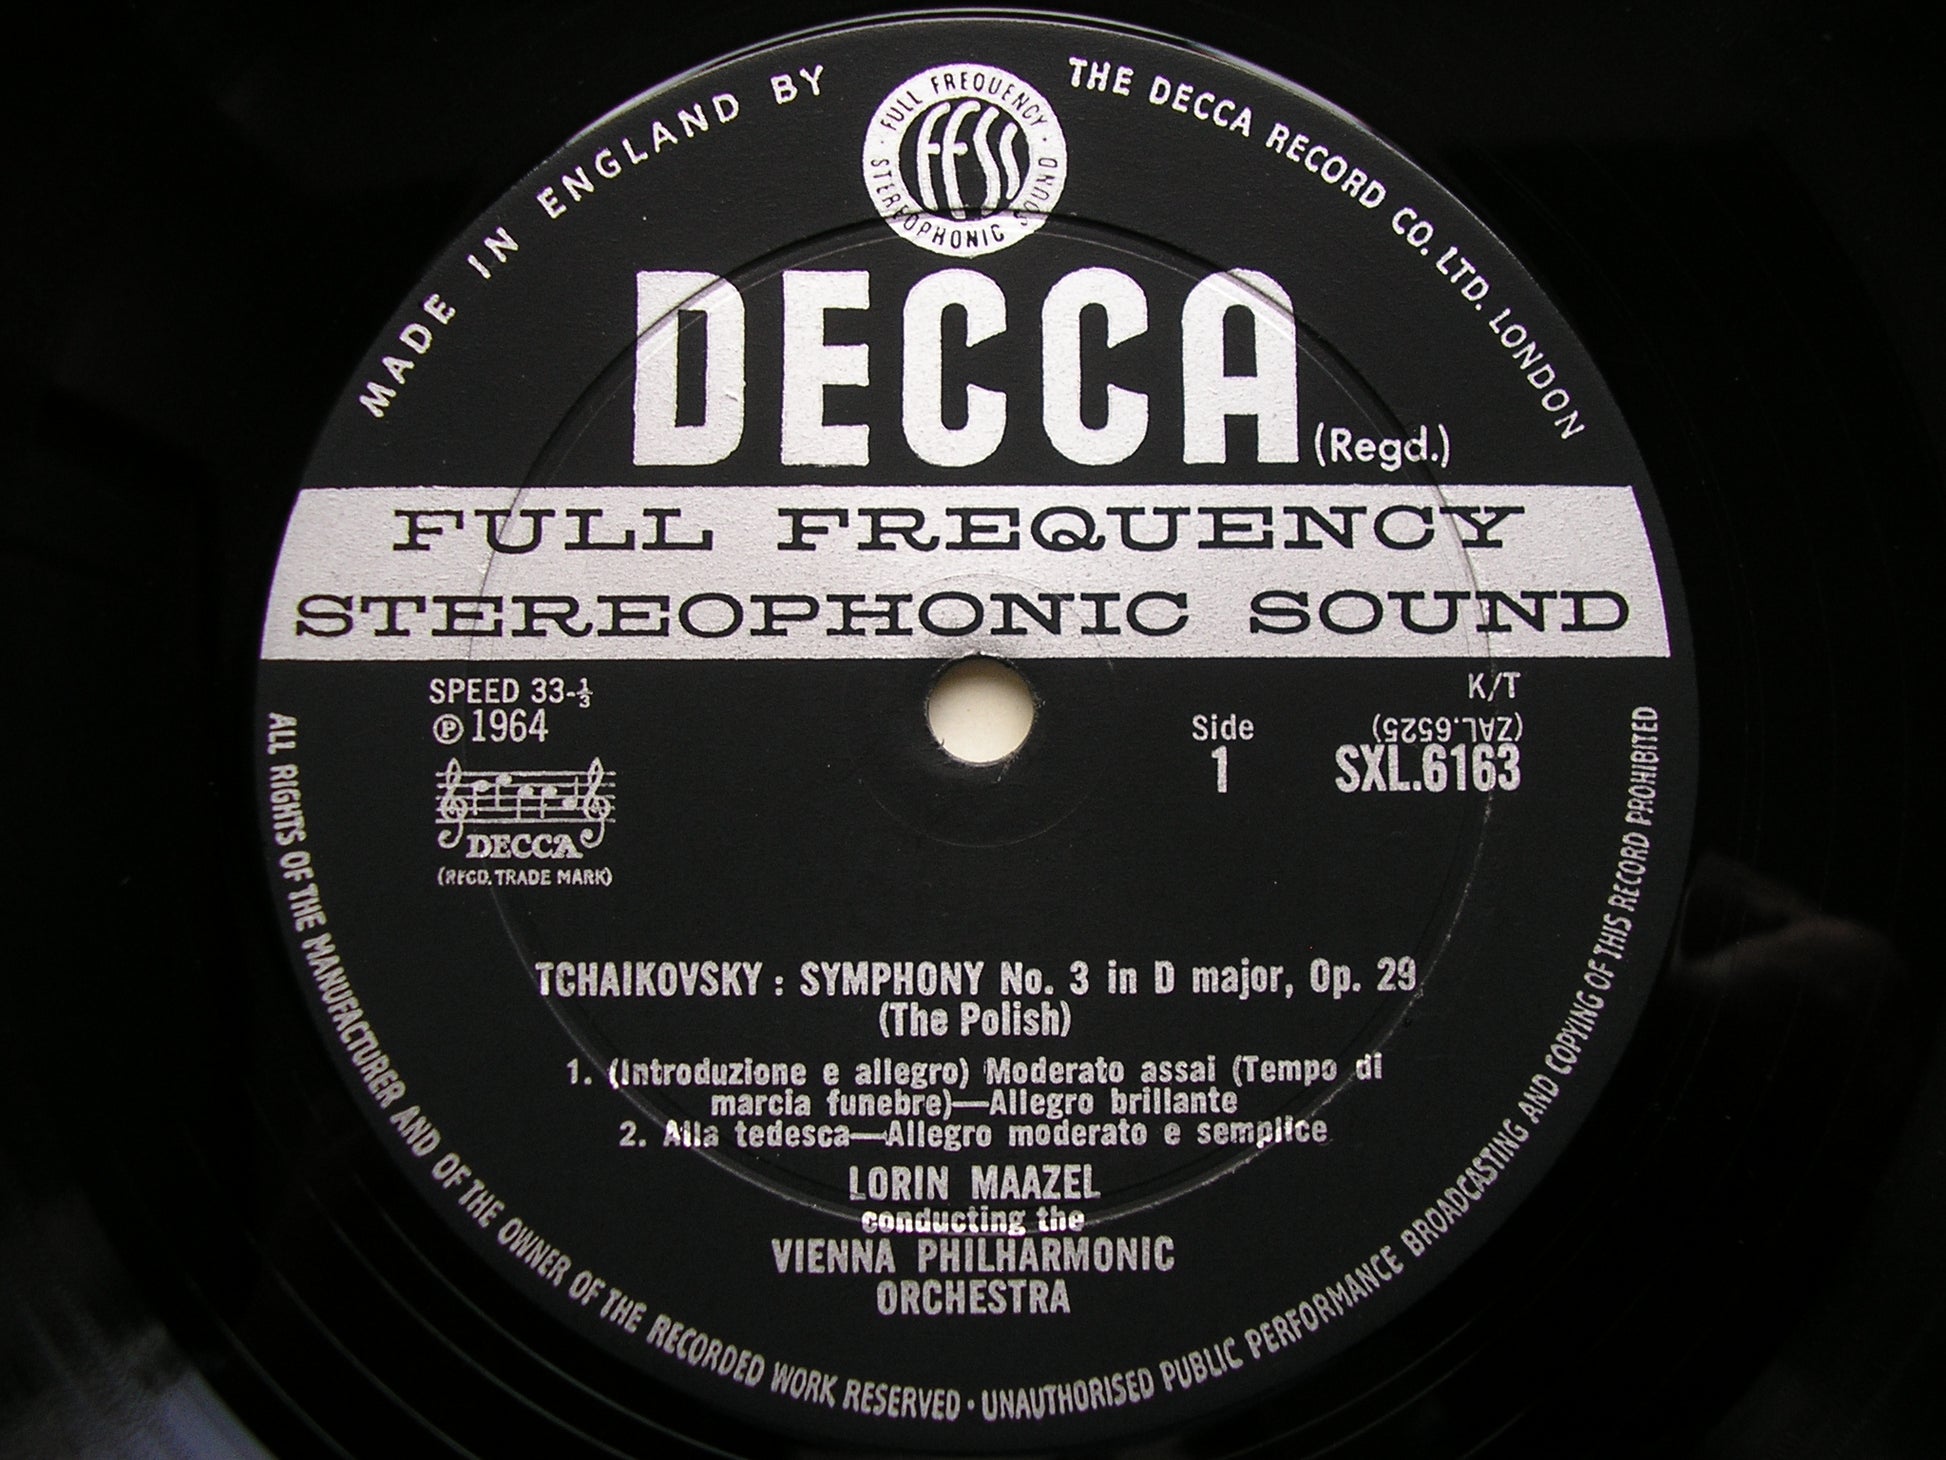 MADE IN ENGLAND BY
THE DECCA RECORD CO. LTD. LONDON
FULL FREQUENCY
FFSS
STEREOPHONIC SOUND
DECCA (Regd.)
FULL FREQUENCY
STEREOPHONIC SOUND
SPEED 33-⅓
℗ 1964
DECCA
(REGD. TRADE MARK)
K/T
Side
(ZAL.6525)
1
SXL.6163
TCHAIKOVSKY : SYMPHONY No. 3 in D major, Op. 29
(The Polish)
1. (Introduzione e allegro) Moderato assai (Tempo di
marcia funebre)—Allegro brillante
2. Alla tedesca—Allegro moderato e semplice
LORIN MAAZEL
conducting the
VIENNA PHILHARMONIC
ORCHESTRA
ALL RIGHTS OF THE MANUFACTURER AND OF THE OWNER OF THE RECORDED WORK RESERVED · UNAUTHORISED PUBLIC PERFORMANCE BROADCASTING AND COPYING OF THIS RECORD PROHIBITED